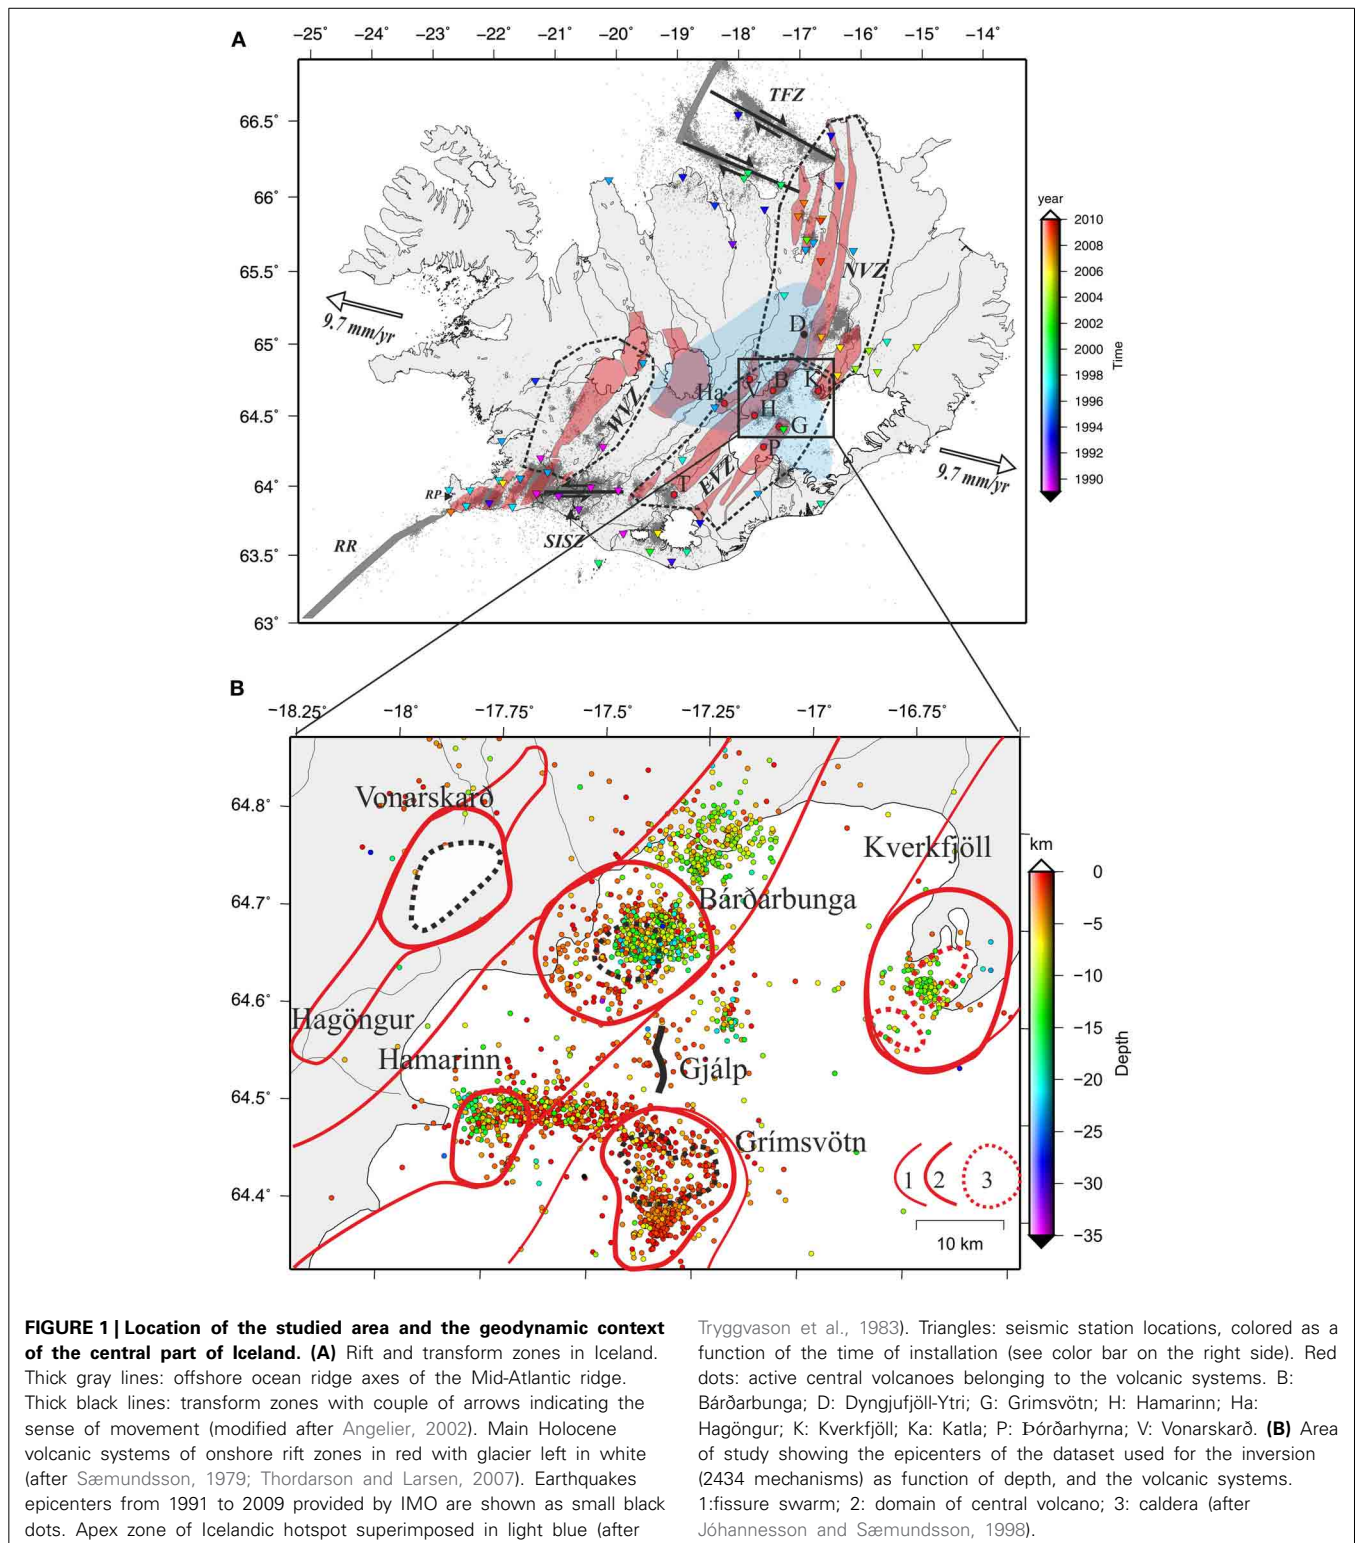 A
−25° −24° −23° −22° −21° −20° −19° −18° −17° −16° −15° −14°
66.5°
66°
65.5°
65°
64.5°
64°
63.5°
63°
TFZ
NVZ
9.7 mm/yr
WVZ
D
B
K
V
Ha
H
G
P
EVZ
T
9.7 mm/yr
RP
RR
SISZ
year
2010
2008
2006
2004
2002
2000
1998
1996
1994
1992
1990
Time
B
−18.25° −18° −17.75° −17.5° −17.25° −17° −16.75°
64.8°
64.7°
64.6°
64.5°
64.4°
Vonarskarð
Kverkfjöll
Bárðarbunga
Hagöngur
Hamarinn
Gjálp
Grímsvötn
1 2 3
10 km
km
0
−5
−10
−15
−20
−25
−30
−35
Depth
FIGURE 1 | Location of the studied area and the geodynamic context
of the central part of Iceland. (A) Rift and transform zones in Iceland.
Thick gray lines: offshore ocean ridge axes of the Mid-Atlantic ridge.
Thick black lines: transform zones with couple of arrows indicating the
sense of movement (modified after Angelier, 2002). Main Holocene
volcanic systems of onshore rift zones in red with glacier left in white
(after Sæmundsson, 1979; Thordarson and Larsen, 2007). Earthquakes
epicenters from 1991 to 2009 provided by IMO are shown as small black
dots. Apex zone of Icelandic hotspot superimposed in light blue (after
Tryggvason et al., 1983). Triangles: seismic station locations, colored as a
function of the time of installation (see color bar on the right side). Red
dots: active central volcanoes belonging to the volcanic systems. B:
Bárðarbunga; D: Dyngjufjöll-Ytri; G: Grimsvötn; H: Hamarinn; Ha:
Hagöngur; K: Kverkfjöll; Ka: Katla; P: Þórðarhyrna; V: Vonarskarð. (B) Area
of study showing the epicenters of the dataset used for the inversion
(2434 mechanisms) as function of depth, and the volcanic systems.
1:fissure swarm; 2: domain of central volcano; 3: caldera (after
Jóhannesson and Sæmundsson, 1998).